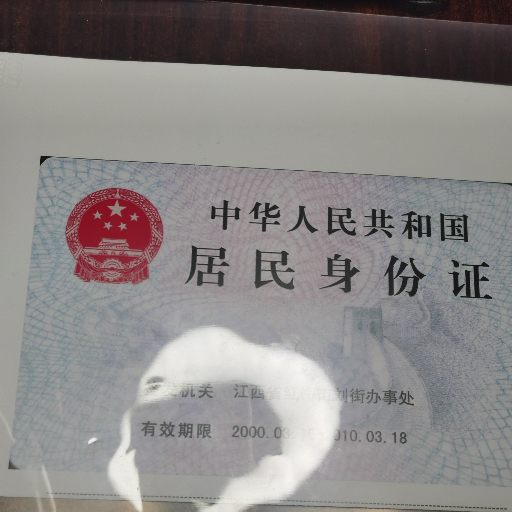 中华人民共和国
居民身份证
机关 江西 街办事处
有效期限 2000.03 010.03.18